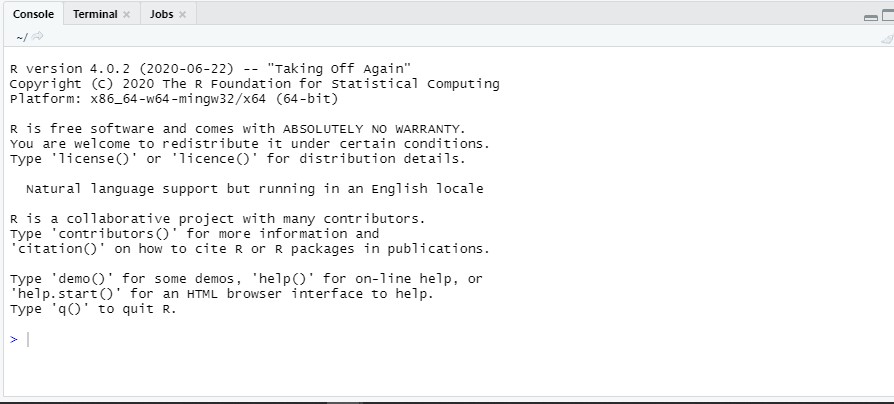 Console Terminal Jobs
~/
R version 4.0.2 (2020-06-22) -- "Taking Off Again"
Copyright (C) 2020 The R Foundation for Statistical Computing
Platform: x86_64-w64-mingw32/x64 (64-bit)
R is free software and comes with ABSOLUTELY NO WARRANTY.
You are welcome to redistribute it under certain conditions.
Type 'license()' or 'licence()' for distribution details.
Natural language support but running in an English locale
R is a collaborative project with many contributors.
Type 'contributors()' for more information and
'citation()' on how to cite R or R packages in publications.
Type 'demo()' for some demos, 'help()' for on-line help, or
'help.start()' for an HTML browser interface to help.
Type 'q()' to quit R.
>